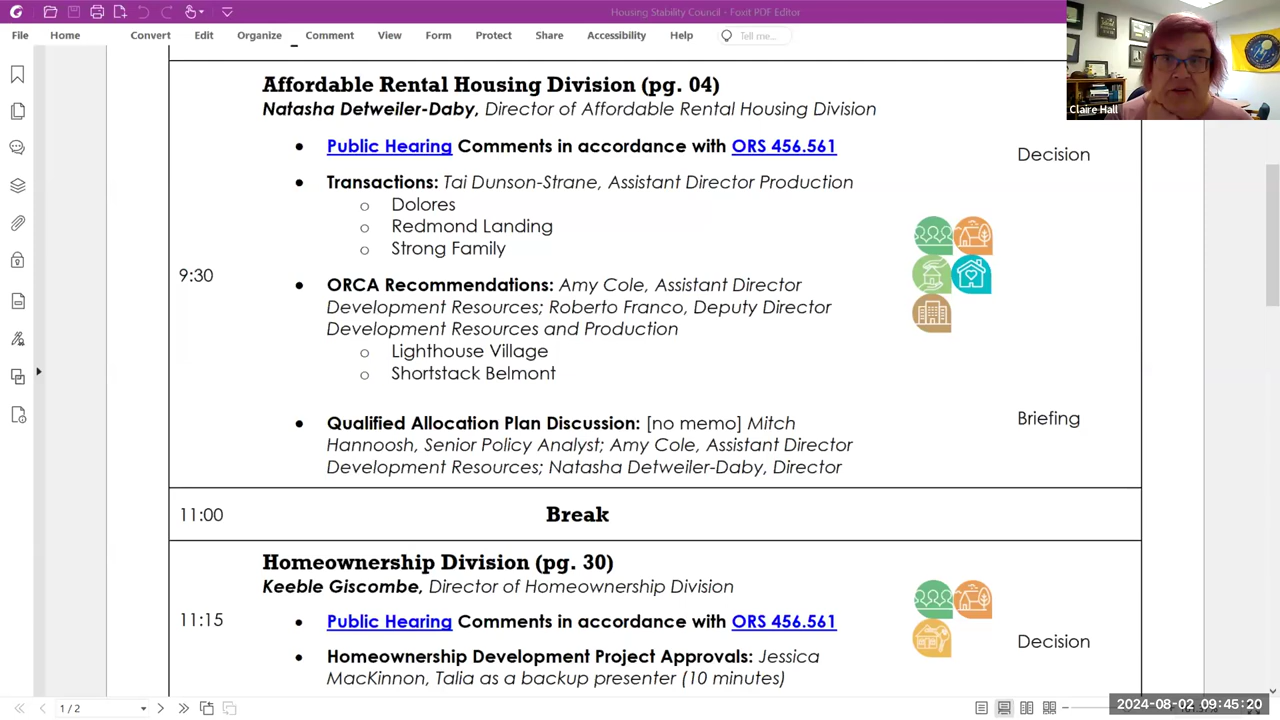 Housing Stability Council - Foxit PDF Editor
File Home Convert Edit Organize Comment View Form Protect Share Accessibility Help Tell me...
Claire Hall
Affordable Rental Housing Division (pg. 04)
Natasha Detweiler-Daby, Director of Affordable Rental Housing Division
• Public Hearing Comments in accordance with ORS 456.561
Decision
• Transactions: Tai Dunson-Strane, Assistant Director Production
o Dolores
o Redmond Landing
o Strong Family
9:30
• ORCA Recommendations: Amy Cole, Assistant Director
Development Resources; Roberto Franco, Deputy Director
Development Resources and Production
o Lighthouse Village
o Shortstack Belmont
• Qualified Allocation Plan Discussion: [no memo] Mitch
Hannoosh, Senior Policy Analyst; Amy Cole, Assistant Director
Development Resources; Natasha Detweiler-Daby, Director
Briefing
11:00 Break
Homeownership Division (pg. 30)
Keeble Giscombe, Director of Homeownership Division
11:15
• Public Hearing Comments in accordance with ORS 456.561
Decision
• Homeownership Development Project Approvals: Jessica
MacKinnon, Talia as a backup presenter (10 minutes)
1 / 2
2024-08-02 09:45:20